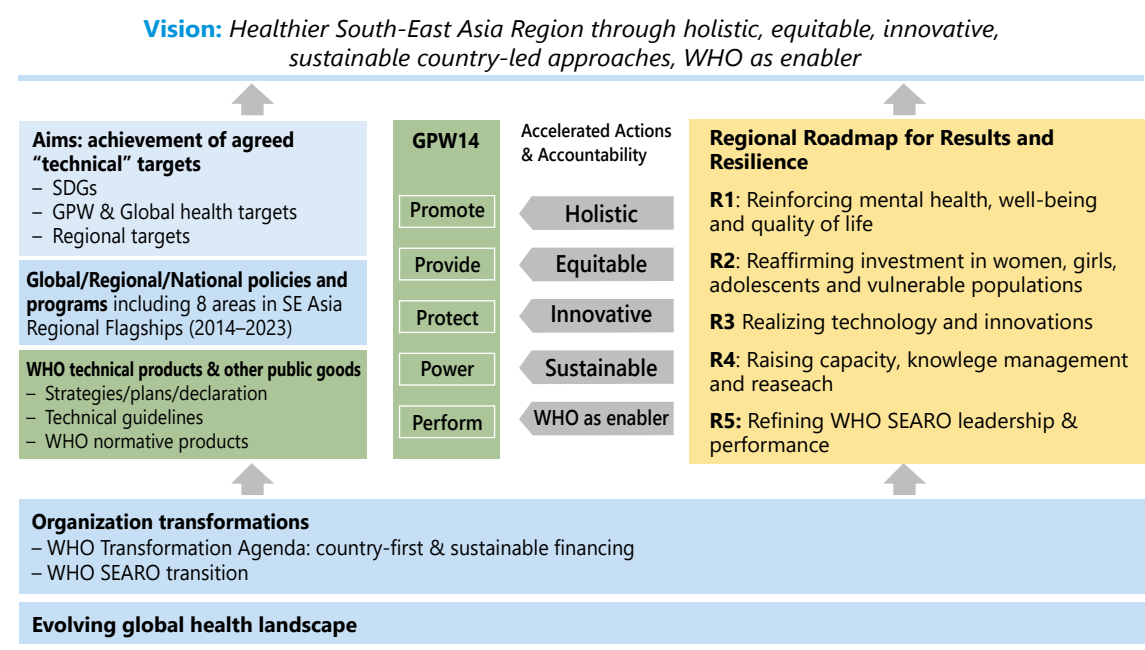 Vision: Healthier South-East Asia Region through holistic, equitable, innovative,
sustainable country-led approaches, WHO as enabler
Aims: achievement of agreed
“technical” targets
– SDGs
– GPW & Global health targets
– Regional targets
Global/Regional/National policies and
programs including 8 areas in SE Asia
Regional Flagships (2014–2023)
WHO technical products & other public goods
– Strategies/plans/declaration
– Technical guidelines
– WHO normative products
GPW14
Promote
Provide
Protect
Power
Perform
Accelerated Actions
& Accountability
Holistic
Equitable
Innovative
Sustainable
WHO as enabler
Regional Roadmap for Results and
Resilience
R1: Reinforcing mental health, well-being
and quality of life
R2: Reaffirming investment in women, girls,
adolescents and vulnerable populations
R3 Realizing technology and innovations
R4: Raising capacity, knowlege management
and reaseach
R5: Refining WHO SEARO leadership &
performance
Organization transformations
– WHO Transformation Agenda: country-first & sustainable financing
– WHO SEARO transition
Evolving global health landscape